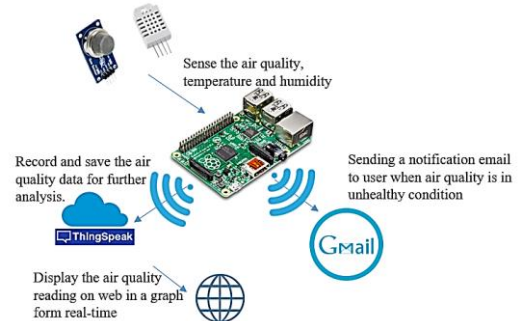 Sense the air quality,
temperature and humidity
Record and save the air
quality data for further
analysis.
ThingSpeak
Sending a notification email
to user when air quality is in
unhealthy condition
Gmail
Display the air quality
reading on web in a graph
form real-time